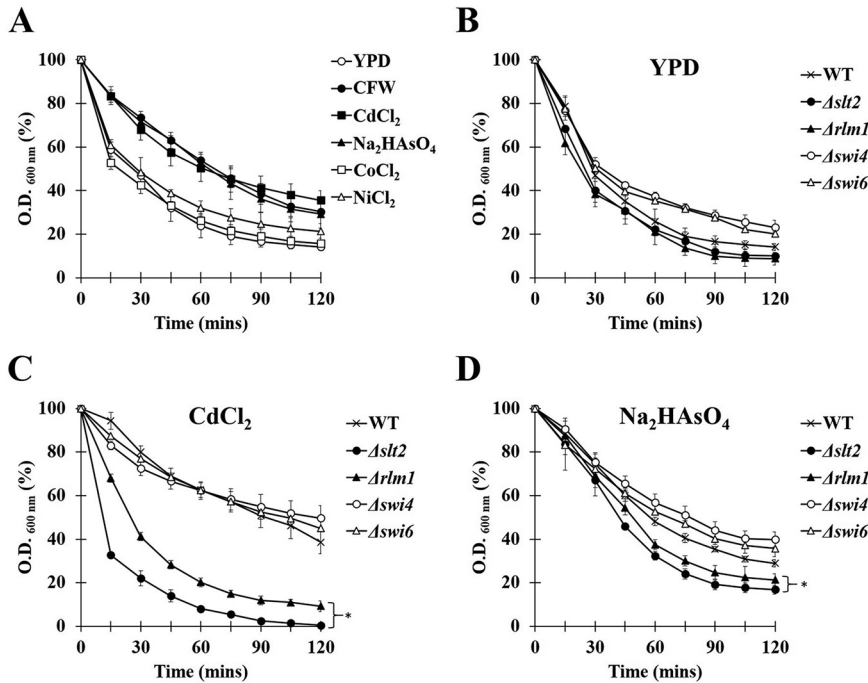 A
O.D. 600 nm (%)
100
80
60
40
20
0
0 30 60 90 120
Time (mins)
YPD
CFW
CdCl2
Na2HAsO4
CoCl2
NiCl2
B
YPD
O.D. 600 nm (%)
100
80
60
40
20
0
0 30 60 90 120
Time (mins)
WT
Δslt2
Δrlm1
Δswi4
Δswi6
C
CdCl2
O.D. 600 nm (%)
100
80
60
40
20
0
0 30 60 90 120
Time (mins)
WT
Δslt2
Δrlm1
Δswi4
Δswi6
*
D
Na2HAsO4
O.D. 600 nm (%)
100
80
60
40
20
0
0 30 60 90 120
Time (mins)
WT
Δslt2
Δrlm1
Δswi4
Δswi6
*